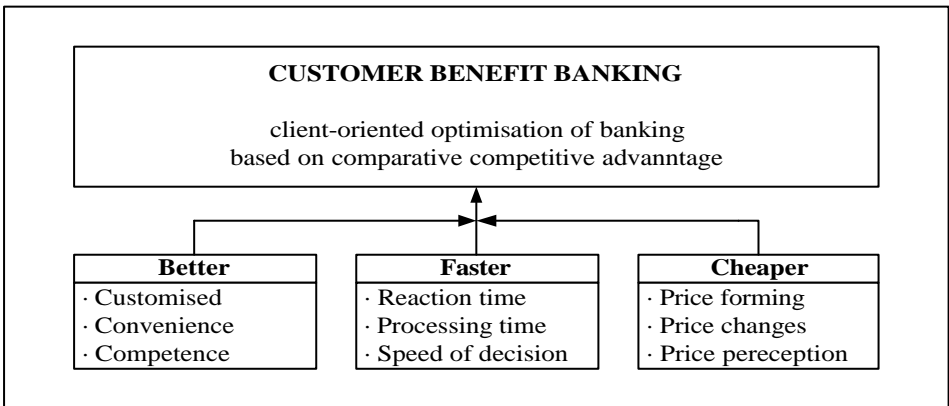 CUSTOMER BENEFIT BANKING
client-oriented optimisation of banking
based on comparative competitive advanntage
Better
· Customised
· Convenience
· Competence
Faster
· Reaction time
· Processing time
· Speed of decision
Cheaper
· Price forming
· Price changes
· Price pereception